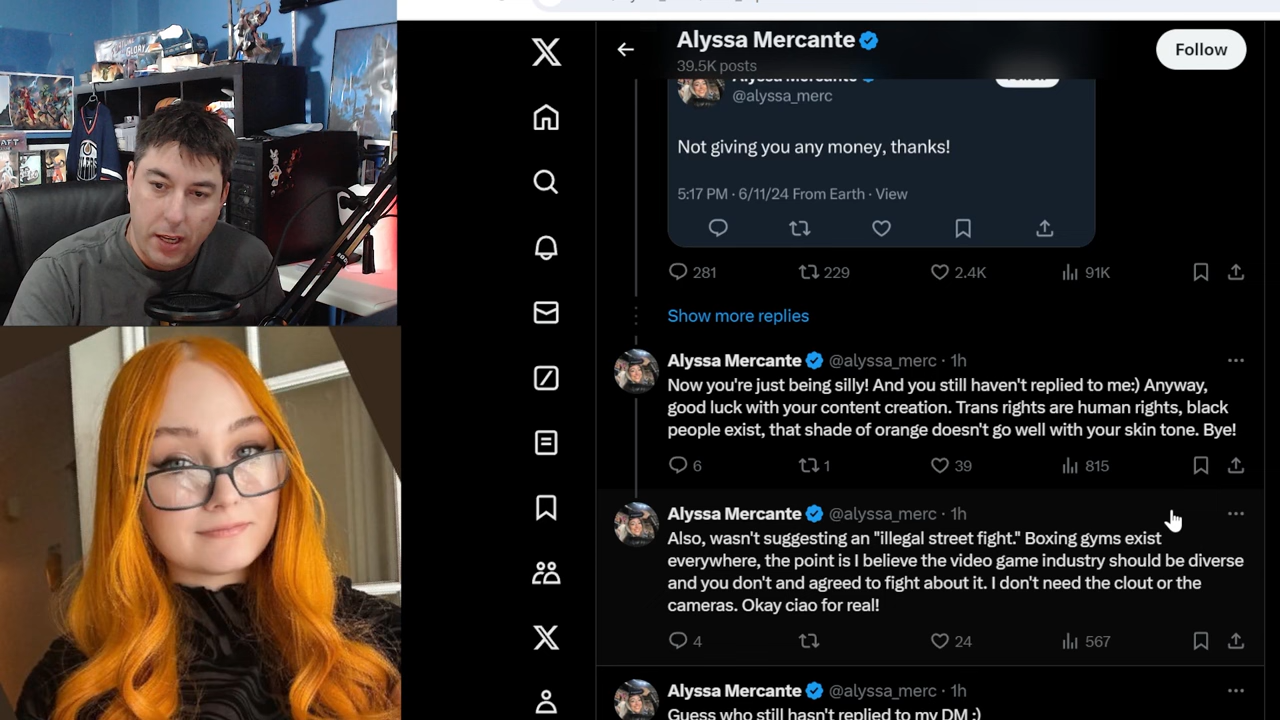 Alyssa Mercante
39.5K posts
Follow
Alyssa Mercante
Follow
@alyssa_merc
Not giving you any money, thanks!
5:17 PM · 6/11/24 From Earth · View
281 229 2.4K 91K
Show more replies
Alyssa Mercante @alyssa_merc · 1h
Now you're just being silly! And you still haven't replied to me:) Anyway,
good luck with your content creation. Trans rights are human rights, black
people exist, that shade of orange doesn't go well with your skin tone. Bye!
6 1 39 815
Alyssa Mercante @alyssa_merc · 1h
Also, wasn't suggesting an "illegal street fight." Boxing gyms exist
everywhere, the point is I believe the video game industry should be diverse
and you don't and agreed to fight about it. I don't need the clout or the
cameras. Okay ciao for real!
4 24 567
Alyssa Mercante @alyssa_merc · 1h
Guess who still hasn't replied to my DM :)
GLORY